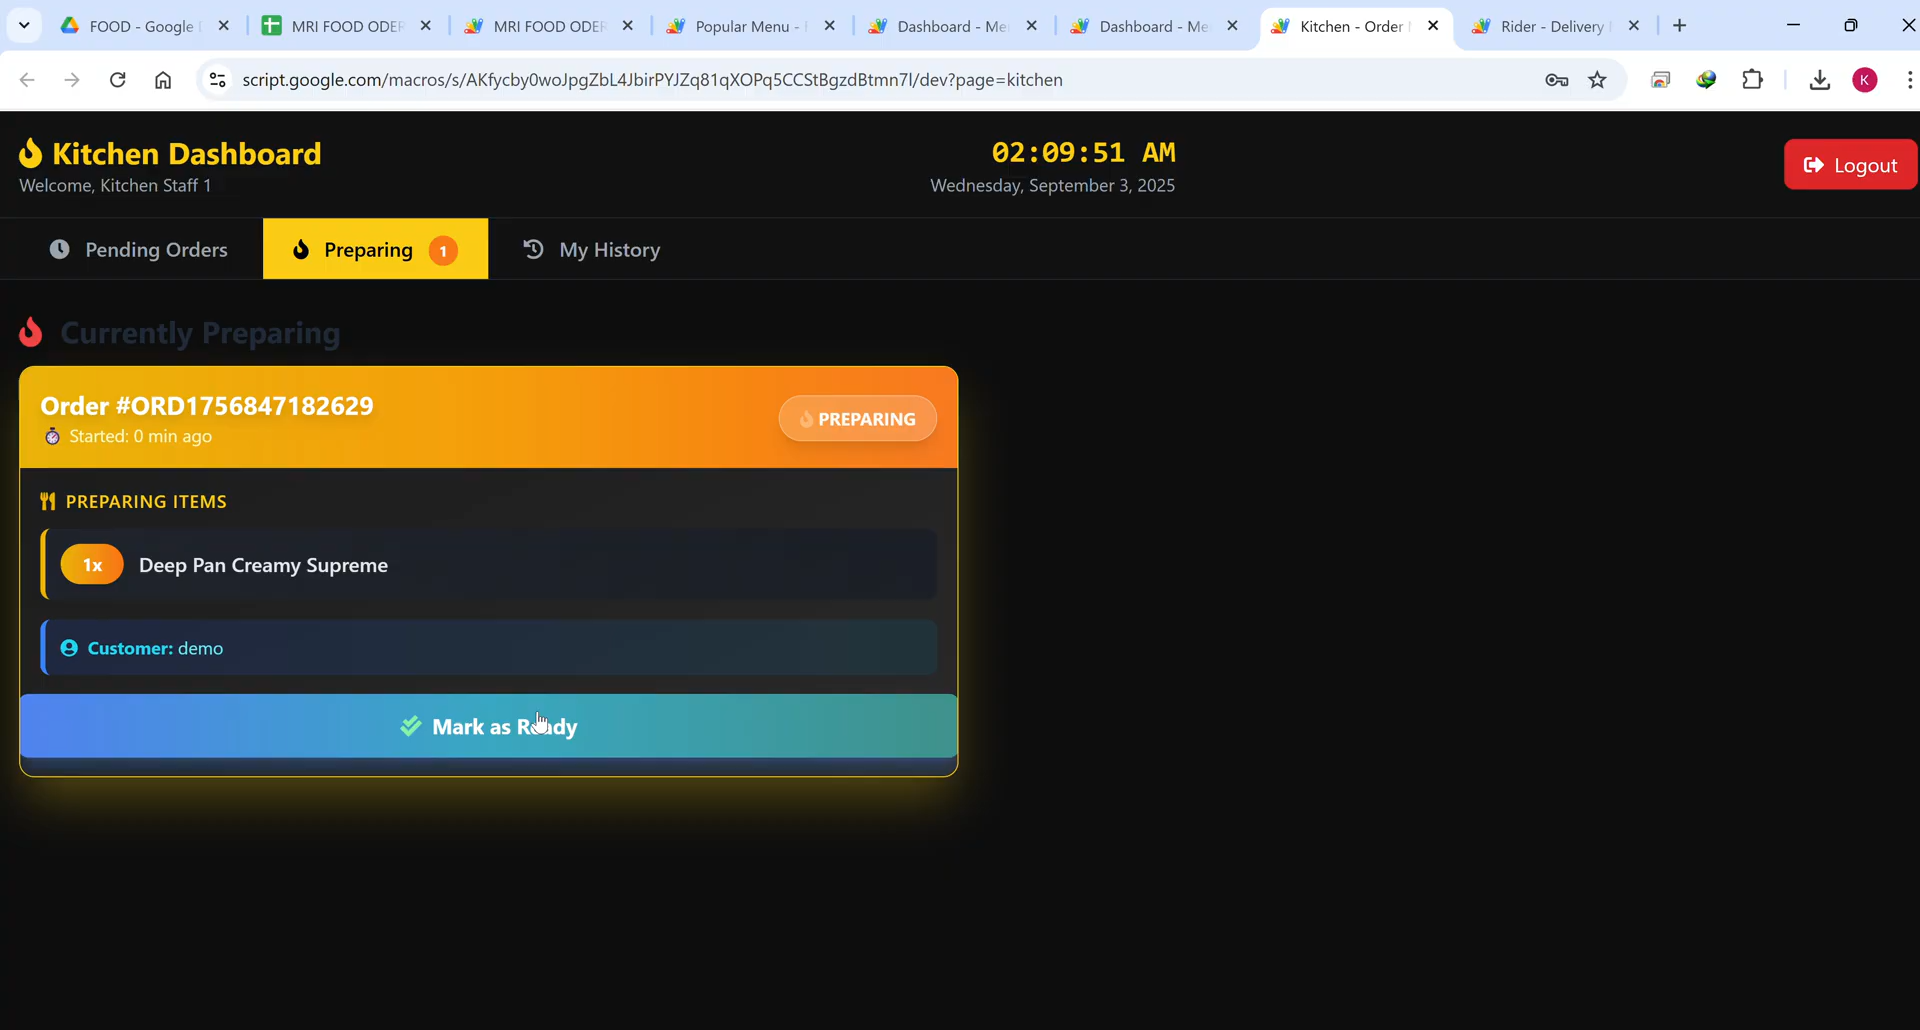 FOOD - Google
MRI FOOD ODER
MRI FOOD ODER
Popular Menu -
Dashboard - Me
Dashboard - Me
Kitchen - Order
Rider - Delivery
script.google.com/macros/s/AKfycby0woJpgZbL4JbirPYJZq81qXOPq5CCStBgzdBtmn7I/dev?page=kitchen
K
Kitchen Dashboard
Welcome, Kitchen Staff 1
02:09:51 AM
Wednesday, September 3, 2025
Logout
Pending Orders
Preparing 1
My History
Currently Preparing
Order #ORD1756847182629
Started: 0 min ago
PREPARING
PREPARING ITEMS
1x Deep Pan Creamy Supreme
Customer: demo
Mark as Ready